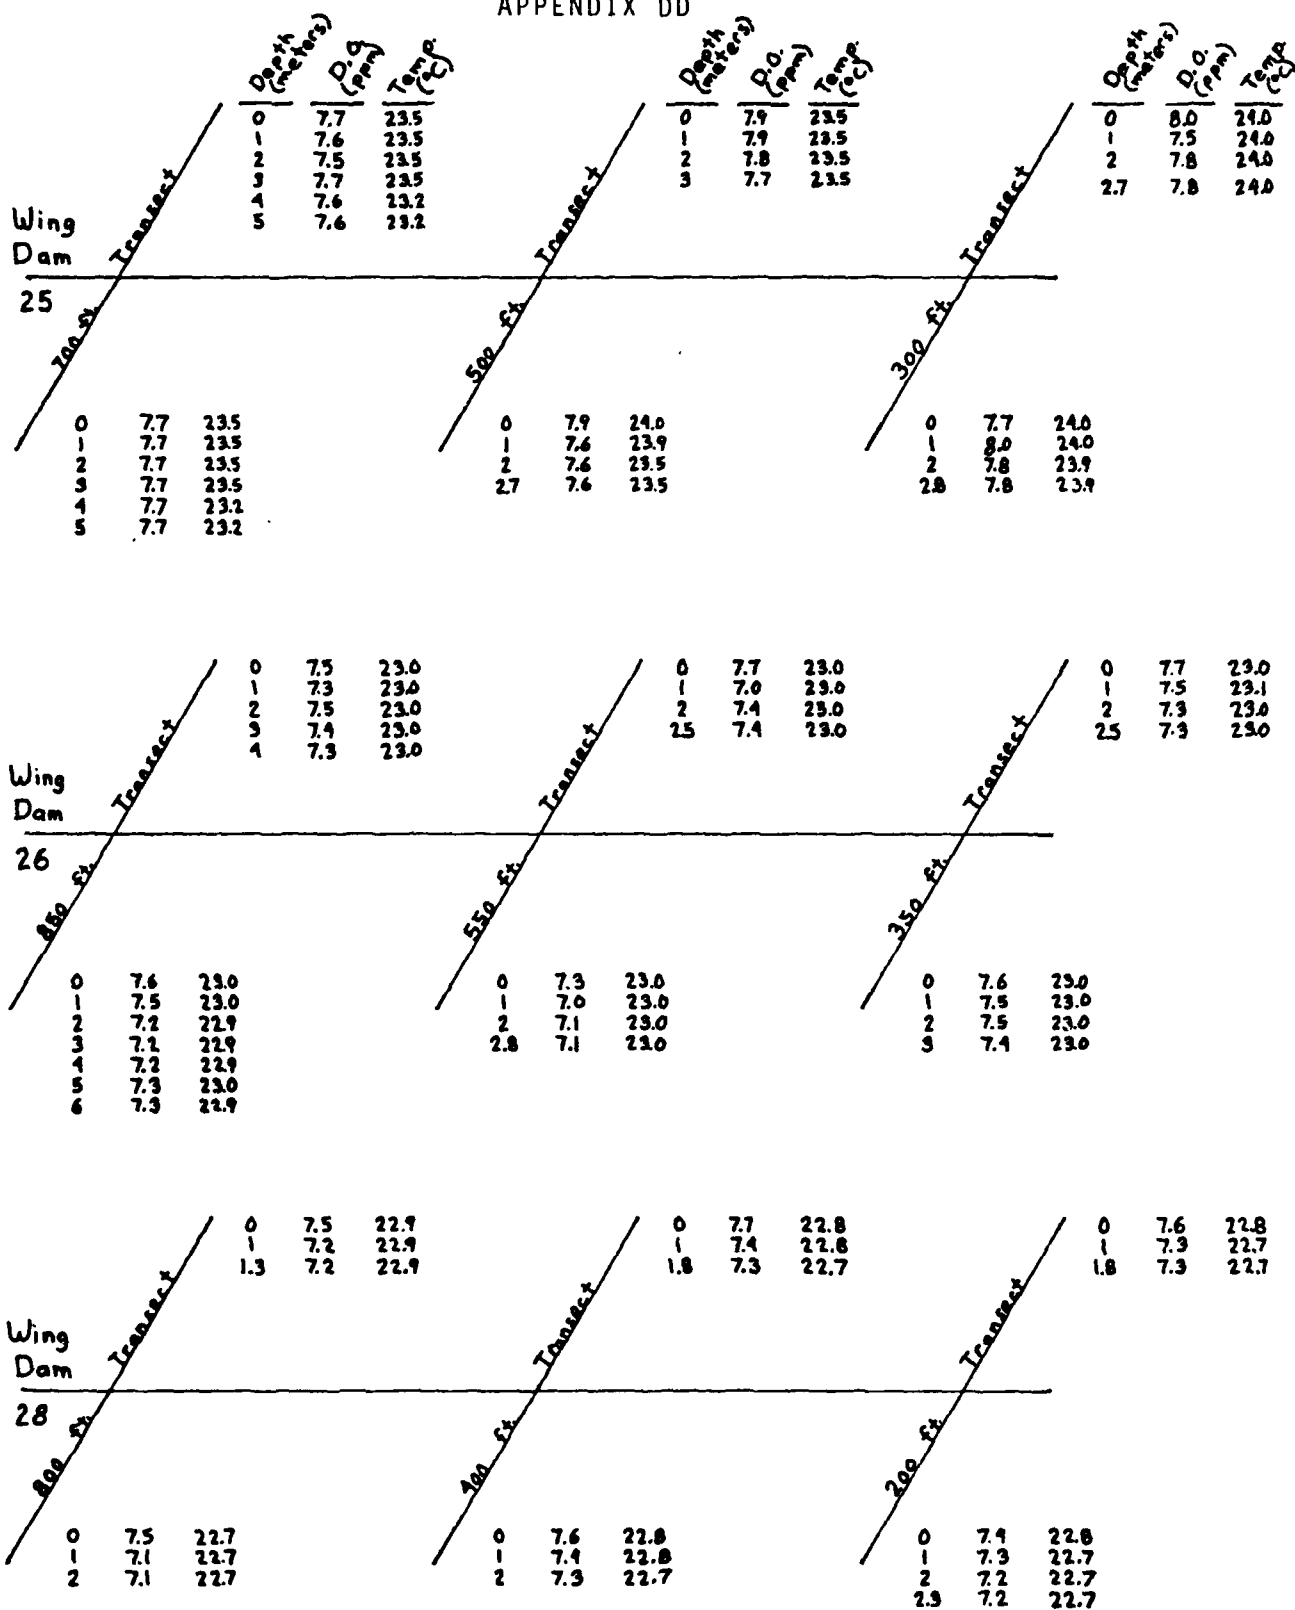 APPENDIX DD
Depth (meters) D.O. (ppm) Temp. (°C)
0 7.7 23.5
1 7.6 23.5
2 7.5 23.5
3 7.7 23.5
4 7.6 23.2
5 7.6 23.2
Depth (meters) D.O. (ppm) Temp. (°C)
0 7.9 23.5
1 7.9 23.5
2 7.8 23.5
3 7.7 23.5
Depth (meters) D.O. (ppm) Temp. (°C)
0 8.0 24.0
1 7.5 24.0
2 7.8 24.0
2.7 7.8 24.0
Wing
Dam
25
700 ft. Transect
500 ft. Transect
300 ft. Transect
0 7.7 23.5
1 7.7 23.5
2 7.7 23.5
3 7.7 23.5
4 7.7 23.2
5 7.7 23.2
0 7.9 24.0
1 7.6 23.9
2 7.6 23.5
2.7 7.6 23.5
0 7.7 24.0
1 8.0 24.0
2 7.8 23.9
2.8 7.8 23.9
0 7.5 23.0
1 7.3 23.0
2 7.5 23.0
3 7.4 23.0
4 7.3 23.0
0 7.7 23.0
1 7.0 23.0
2 7.4 23.0
2.5 7.4 23.0
0 7.7 23.0
1 7.5 23.1
2 7.3 23.0
2.5 7.3 23.0
Wing
Dam
26
850 ft. Transect
550 ft. Transect
350 ft. Transect
0 7.6 23.0
1 7.5 23.0
2 7.2 22.9
3 7.2 22.9
4 7.2 22.9
5 7.3 23.0
6 7.3 22.9
0 7.3 23.0
1 7.0 23.0
2 7.1 23.0
2.8 7.1 23.0
0 7.6 23.0
1 7.5 23.0
2 7.5 23.0
3 7.4 23.0
0 7.5 22.9
1 7.2 22.9
1.3 7.2 22.9
0 7.7 22.8
1 7.4 22.8
1.8 7.3 22.7
0 7.6 22.8
1 7.3 22.7
1.8 7.3 22.7
Wing
Dam
28
800 ft. Transect
400 ft. Transect
200 ft. Transect
0 7.5 22.7
1 7.1 22.7
2 7.1 22.7
0 7.6 22.8
1 7.4 22.8
2 7.3 22.7
0 7.4 22.8
1 7.3 22.7
2 7.2 22.7
2.3 7.2 22.7